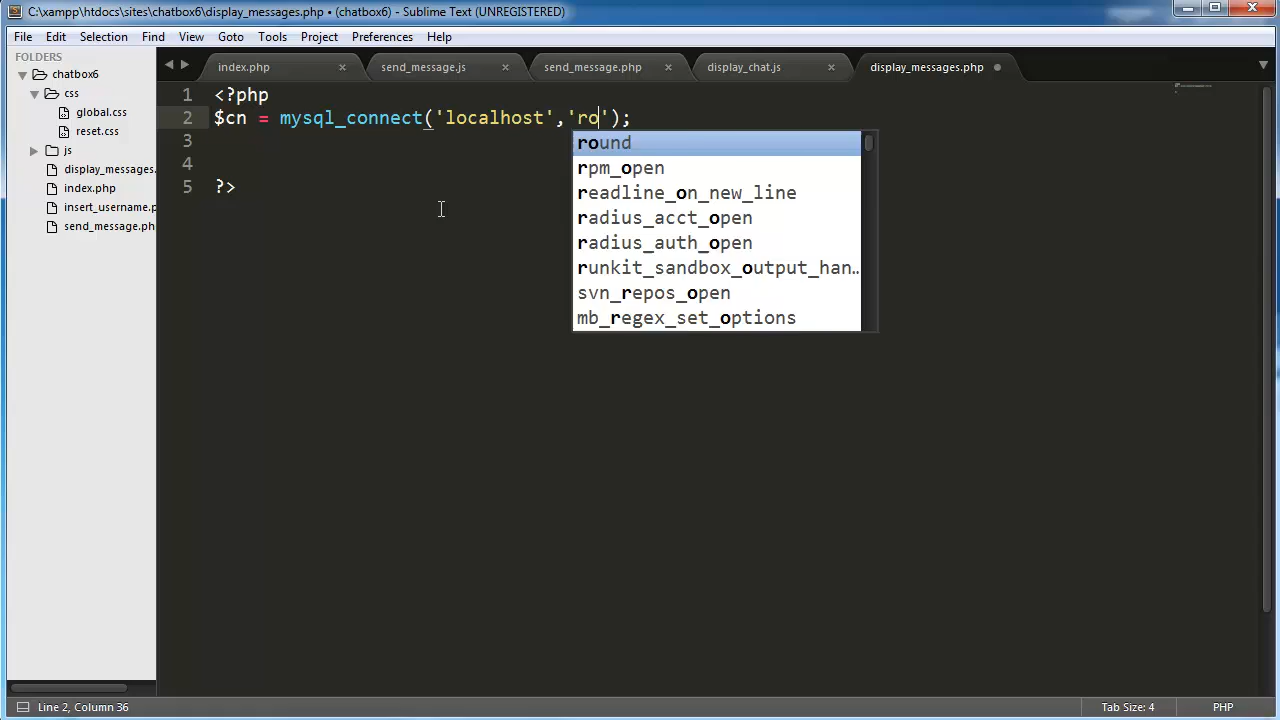 C:\xampp\htdocs\sites\chatbox6\display_messages.php • (chatbox6) - Sublime Text (UNREGISTERED)
File Edit Selection Find View Goto Tools Project Preferences Help
FOLDERS
chatbox6
css
global.css
reset.css
js
display_messages.
index.php
insert_username.p
send_message.ph
index.php × send_message.js × send_message.php × display_chat.js × display_messages.php •
1 <?php
2 $cn = mysql_connect('localhost','ro');
3
4
5 ?>
round
rpm_open
readline_on_new_line
radius_acct_open
radius_auth_open
runkit_sandbox_output_han…
svn_repos_open
mb_regex_set_options
Line 2, Column 36 Tab Size: 4 PHP